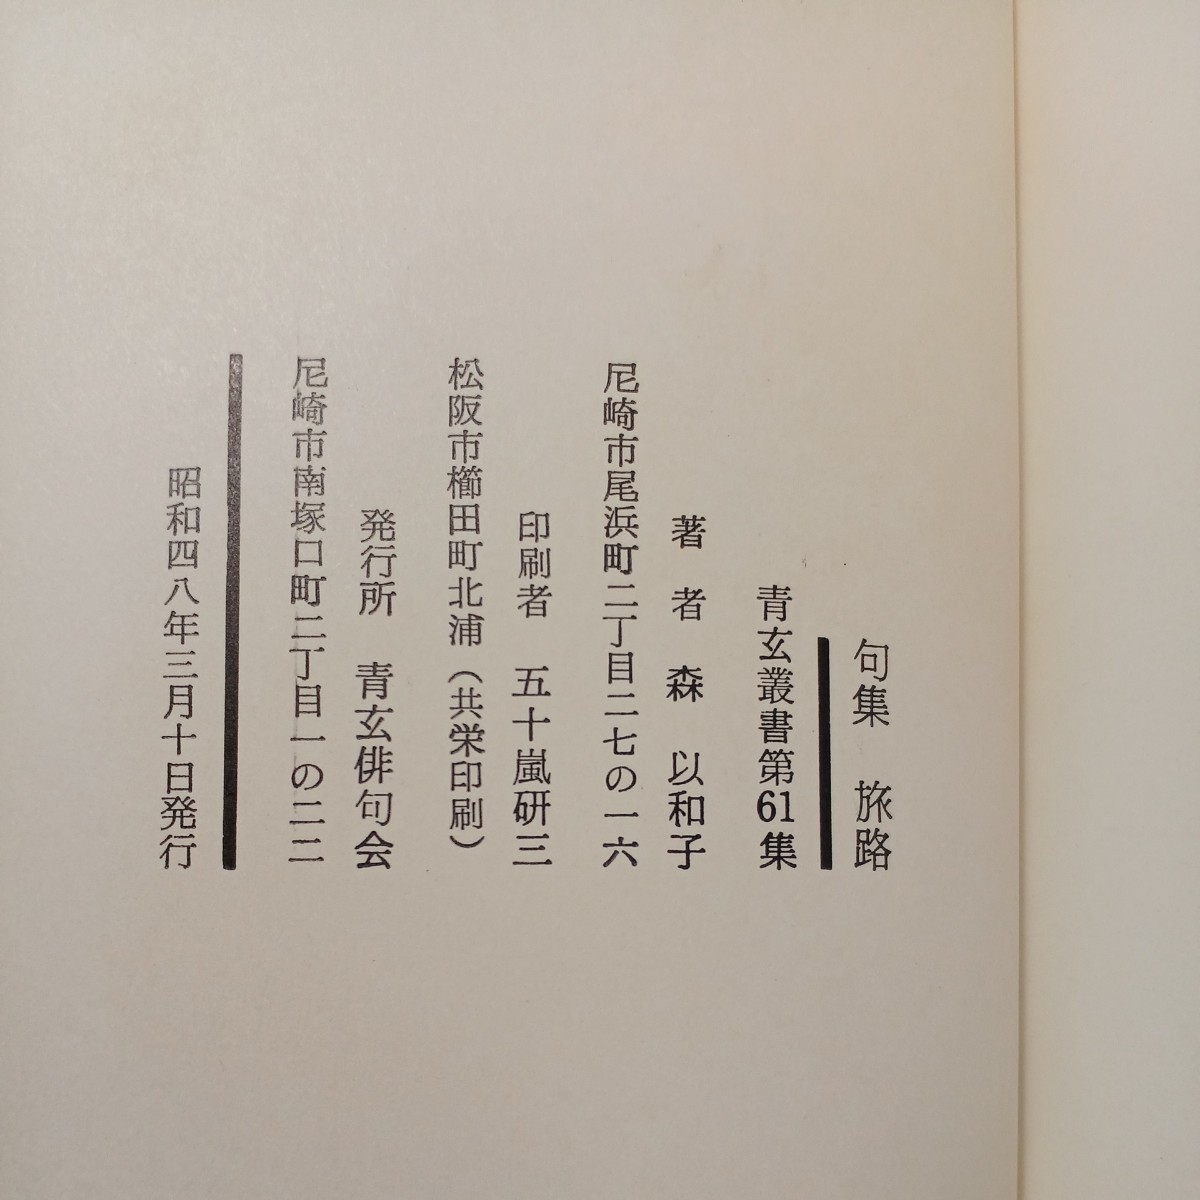 句集　旅路
青玄叢書第61集
著　者　森　以和子
尼崎市尾浜町二丁目二七の一六
印刷者　五十嵐研三
松阪市櫛田町北浦（共栄印刷）
発行所　青玄俳句会
尼崎市南塚口町二丁目一の二二
昭和四八年三月十日発行